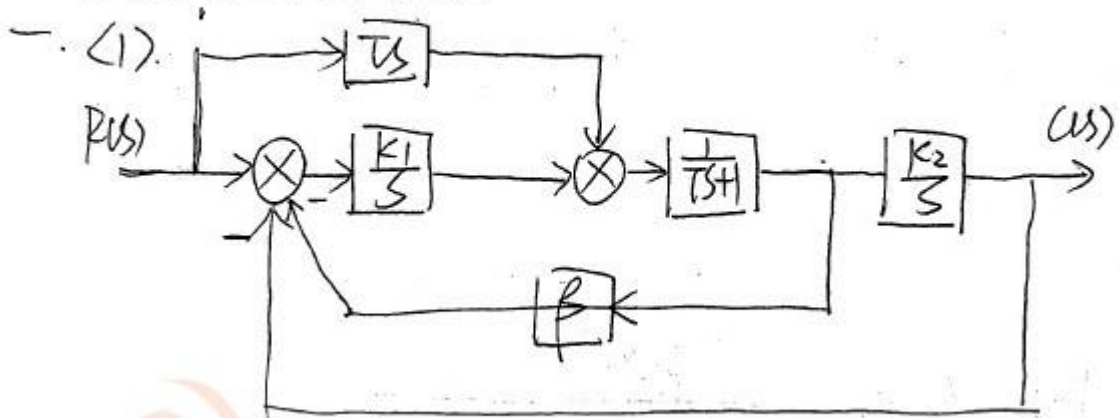 一. <1>.
τs
R(s)
K1/S
1/TS+1
K2/S
C(s)
-
-
β